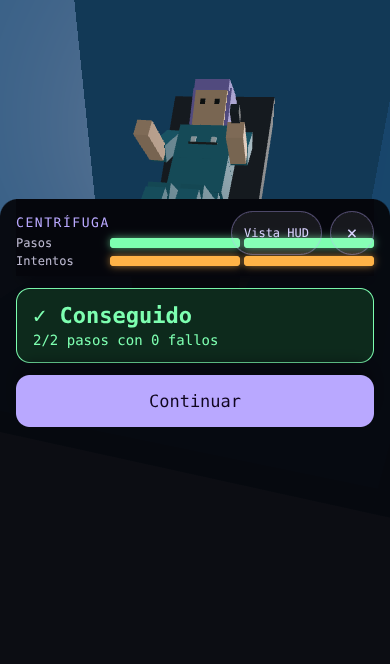 CENTRÍFUGA
Vista HUD
✕
Pasos
Intentos
✓ Conseguido
2/2 pasos con 0 fallos
Continuar